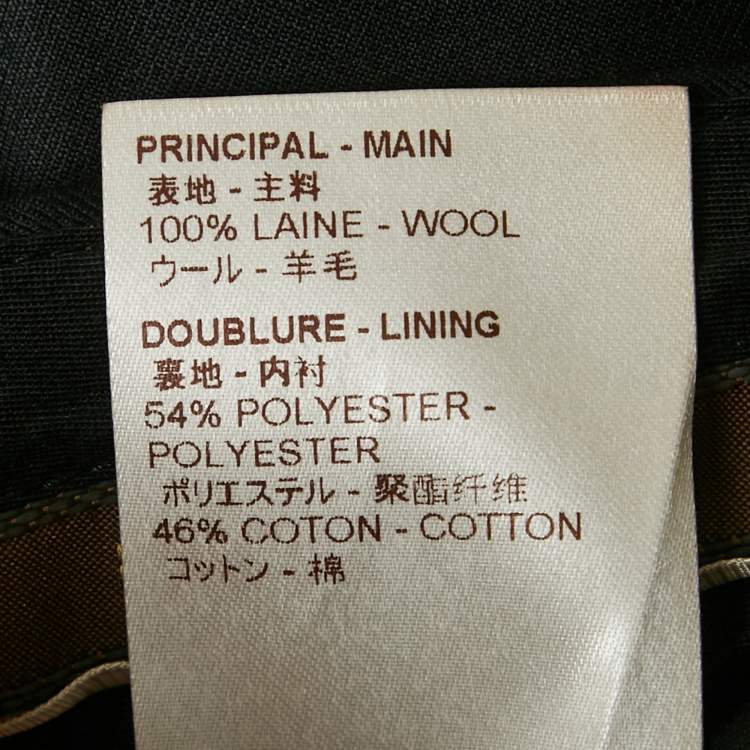 PRINCIPAL - MAIN
表地 - 主料
100% LAINE - WOOL
ウール - 羊毛
DOUBLURE - LINING
裏地 - 内衬
54% POLYESTER -
POLYESTER
ポリエステル - 聚酯纤维
46% COTON - COTTON
コットン - 棉